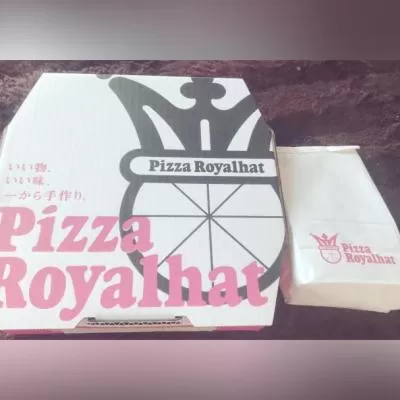 Pizza Royalhat
いい物、
いい味、
一から手作り。
Pizza
Royalhat
Pizza
Royalhat